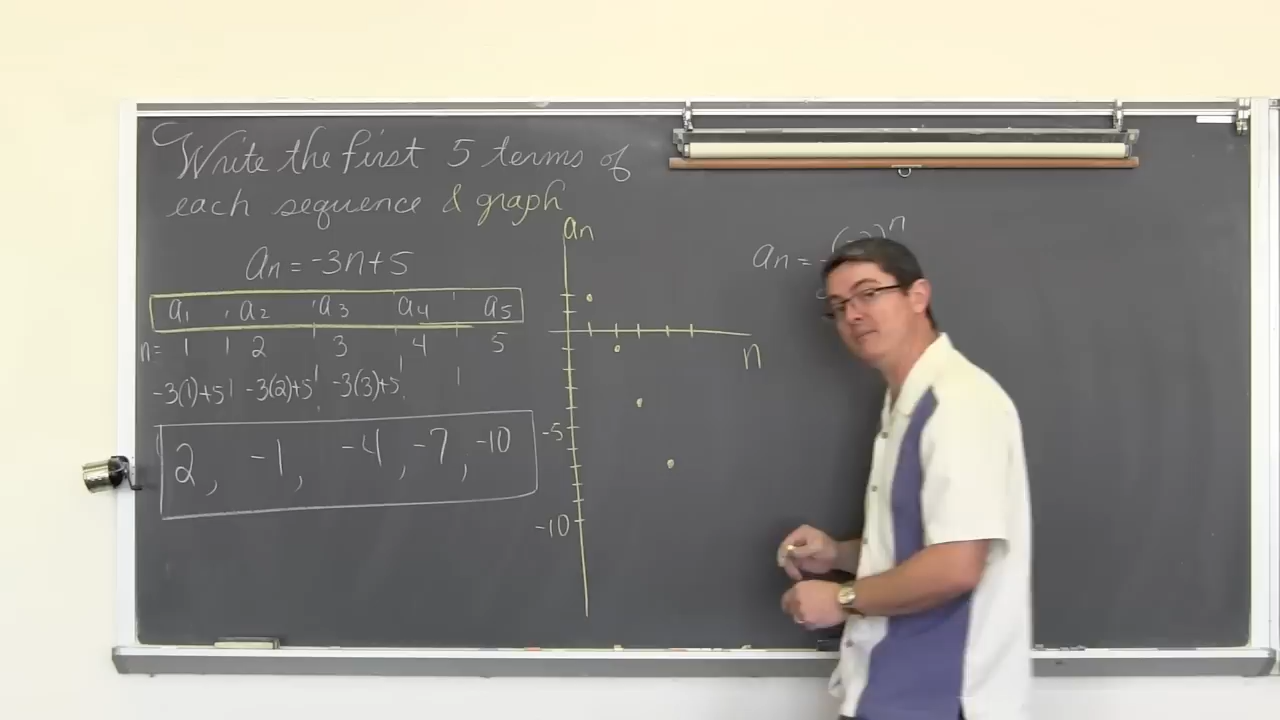 Write the first 5 terms of
each sequence & graph
an = -3n+5
a1 a2 a3 a4 a5
n= 1 2 3 4 5
-3(1)+5 -3(2)+5 -3(3)+5
2, -1, -4, -7, -10
an
n
-5
-10
an =
n